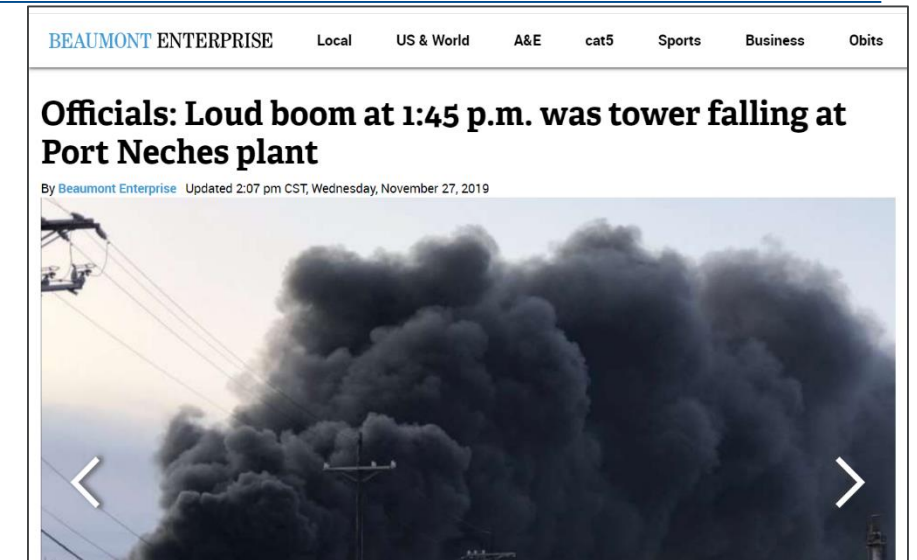 BEAUMONT ENTERPRISE Local US & World A&E cat5 Sports Business Obits
Officials: Loud boom at 1:45 p.m. was tower falling at
Port Neches plant
By Beaumont Enterprise Updated 2:07 pm CST, Wednesday, November 27, 2019